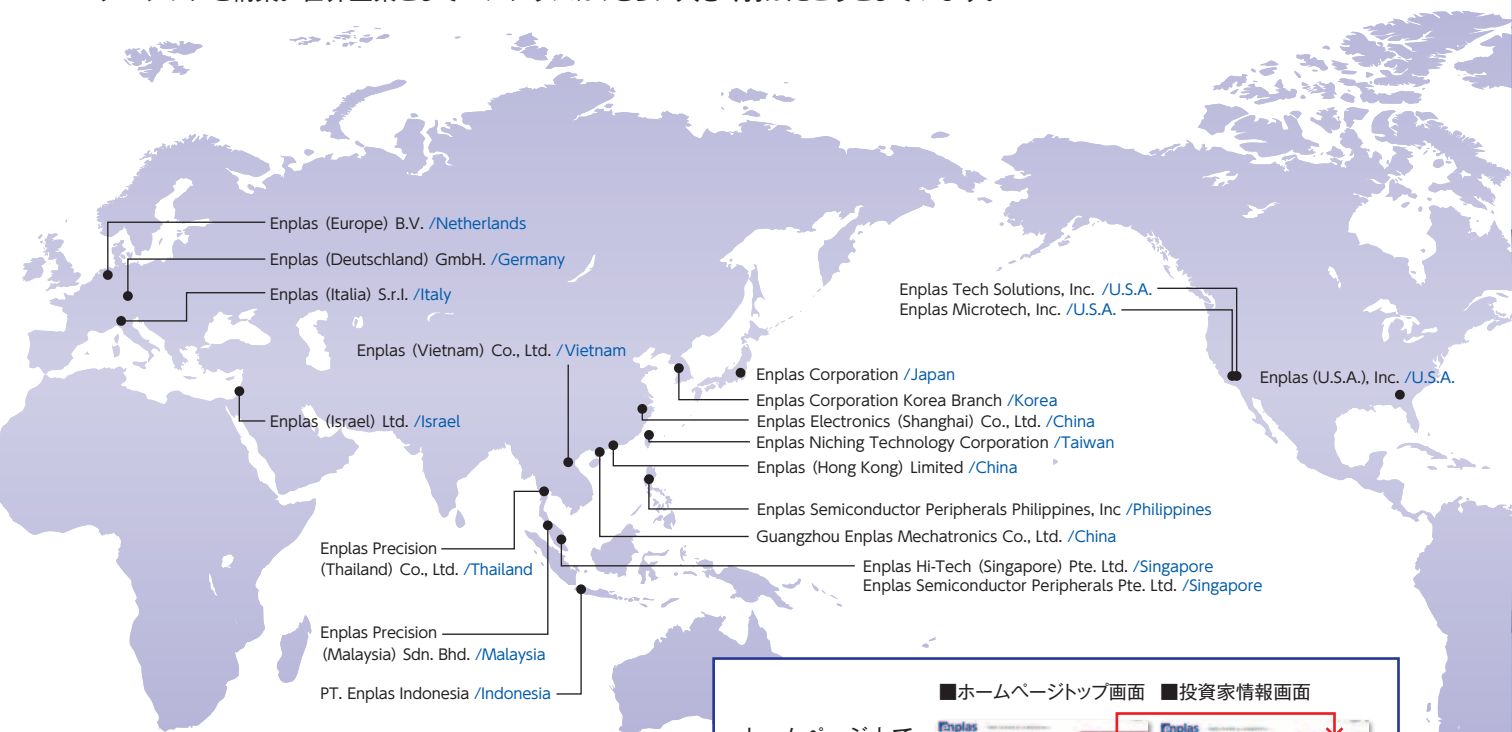 Enplas (Europe) B.V. /Netherlands
Enplas (Deutschland) GmbH. /Germany
Enplas (Italia) S.r.l. /Italy
Enplas Tech Solutions, Inc. /U.S.A.
Enplas Microtech, Inc. /U.S.A.
Enplas (Vietnam) Co., Ltd. /Vietnam
Enplas Corporation /Japan
Enplas (U.S.A.), Inc. /U.S.A.
Enplas Corporation Korea Branch /Korea
Enplas (Israel) Ltd. /Israel
Enplas Electronics (Shanghai) Co., Ltd. /China
Enplas Niching Technology Corporation /Taiwan
Enplas (Hong Kong) Limited /China
Enplas Semiconductor Peripherals Philippines, Inc /Philippines
Guangzhou Enplas Mechatronics Co., Ltd. /China
Enplas Precision
(Thailand) Co., Ltd. /Thailand
Enplas Hi-Tech (Singapore) Pte. Ltd. /Singapore
Enplas Semiconductor Peripherals Pte. Ltd. /Singapore
Enplas Precision
(Malaysia) Sdn. Bhd. /Malaysia
PT. Enplas Indonesia /Indonesia
■ホームページトップ画面 ■投資家情報画面
Enplas Enplas